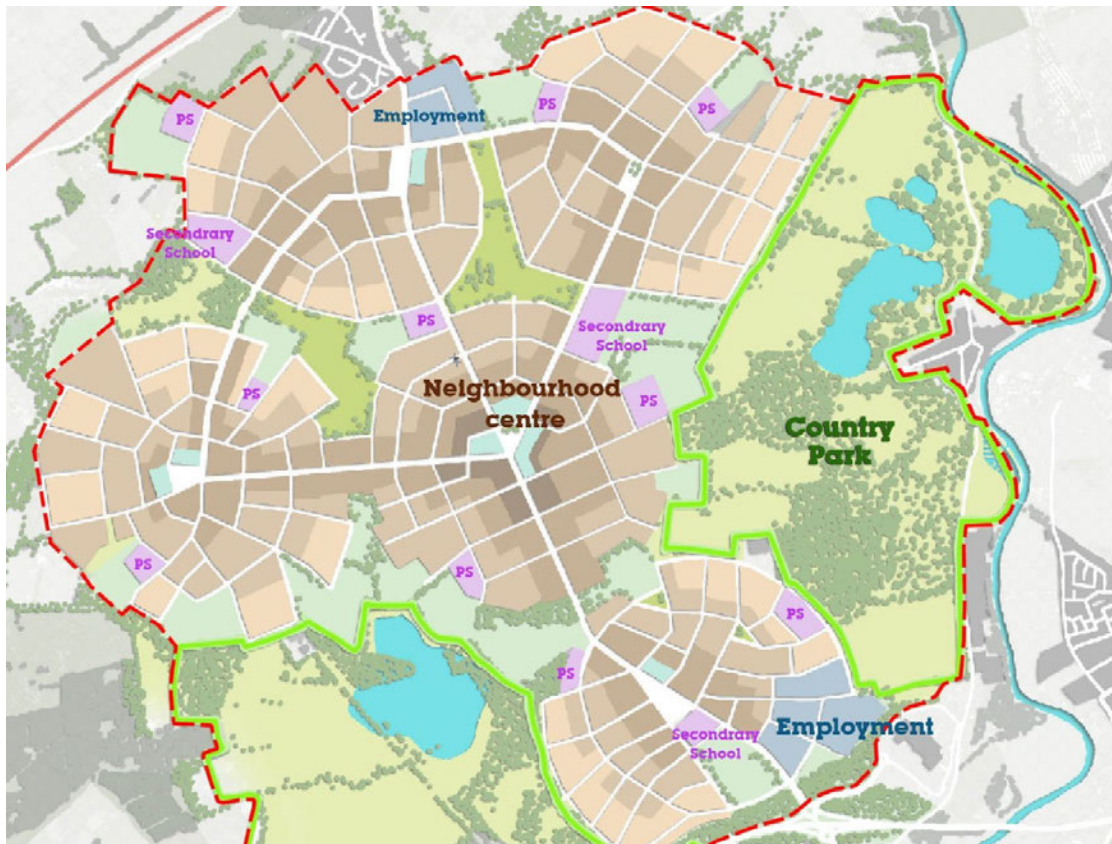 PS
PS
PS
Employment
Secondrary
School
PS
Secondrary
School
PS
PS
Neighbourhood
centre
Country
Park
PS
PS
PS
PS
Secondrary
School
Employment